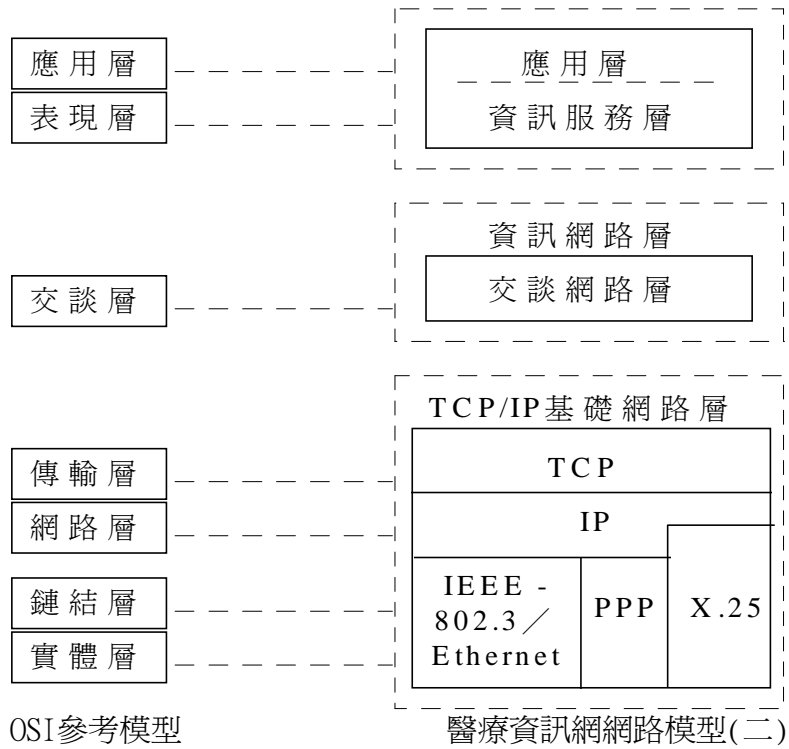 應用層
表現層
交談層
傳輸層
網路層
鏈結層
實體層
OSI參考模型
應用層
資訊服務層
資訊網路層
交談網路層
TCP/IP基礎網路層
TCP
IP
IEEE -
802.3／
Ethernet
PPP
X.25
醫療資訊網網路模型(二)